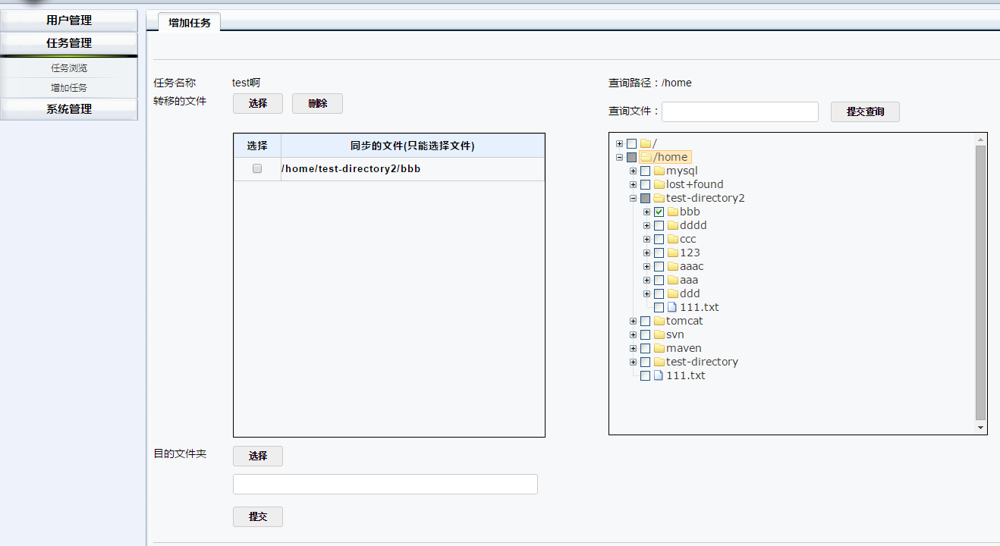 用户管理
任务管理
任务浏览
增加任务
系统管理
增加任务
任务名称 test啊
转移的文件 选择 删除
选择 同步的文件(只能选择文件)
/home/test-directory2/bbb
目的文件夹 选择
提交
查询路径：/home
查询文件： 提交查询
/
/home
mysql
lost+found
test-directory2
bbb
dddd
ccc
123
aaac
aaa
ddd
111.txt
tomcat
svn
maven
test-directory
111.txt